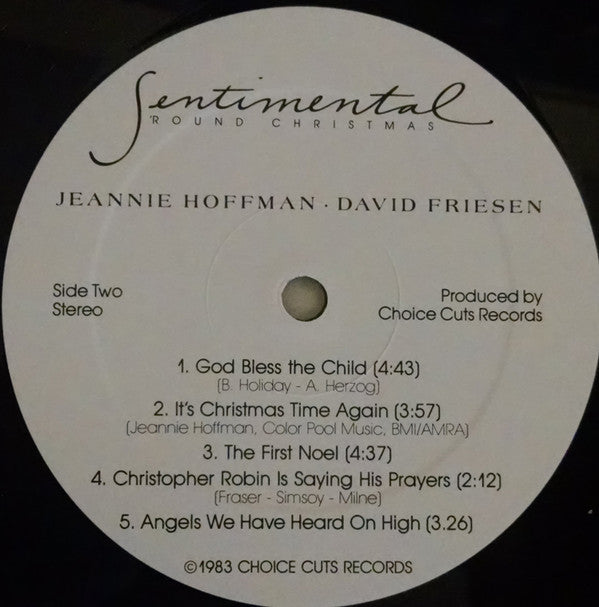 Sentimental
'ROUND CHRISTMAS
JEANNIE HOFFMAN · DAVID FRIESEN
Side Two
Stereo
Produced by
Choice Cuts Records
1. God Bless the Child (4:43)
(B. Holiday - A. Herzog)
2. It's Christmas Time Again (3:57)
(Jeannie Hoffman, Color Pool Music, BMI/AMRA)
3. The First Noel (4:37)
4. Christopher Robin Is Saying His Prayers (2:12)
(Fraser - Simsoy - Milne)
5. Angels We Have Heard On High (3.26)
©1983 CHOICE CUTS RECORDS